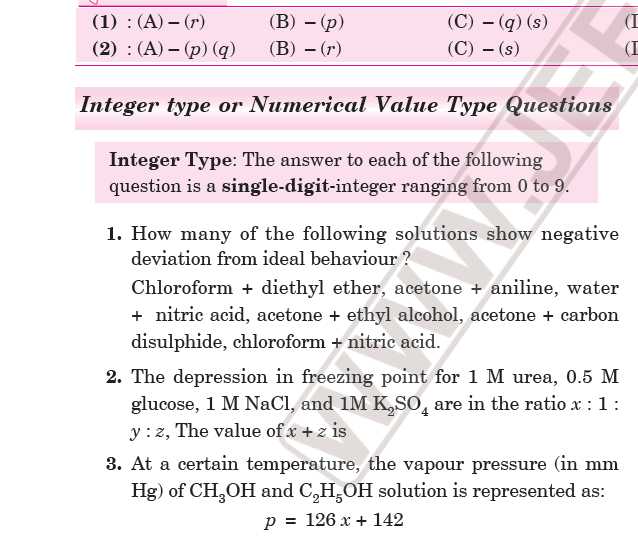 (1) : (A) – (r) (B) – (p) (C) – (q) (s)
(2) : (A) – (p) (q) (B) – (r) (C) – (s)
Integer type or Numerical Value Type Questions
Integer Type: The answer to each of the following
question is a single-digit-integer ranging from 0 to 9.
1. How many of the following solutions show negative
deviation from ideal behaviour ?
Chloroform + diethyl ether, acetone + aniline, water
+ nitric acid, acetone + ethyl alcohol, acetone + carbon
disulphide, chloroform + nitric acid.
2. The depression in freezing point for 1 M urea, 0.5 M
glucose, 1 M NaCl, and 1M K₂SO₄ are in the ratio x : 1 :
y : z, The value of x + z is
3. At a certain temperature, the vapour pressure (in mm
Hg) of CH₃OH and C₂H₅OH solution is represented as:
p = 126 x + 142
WWW.JEE